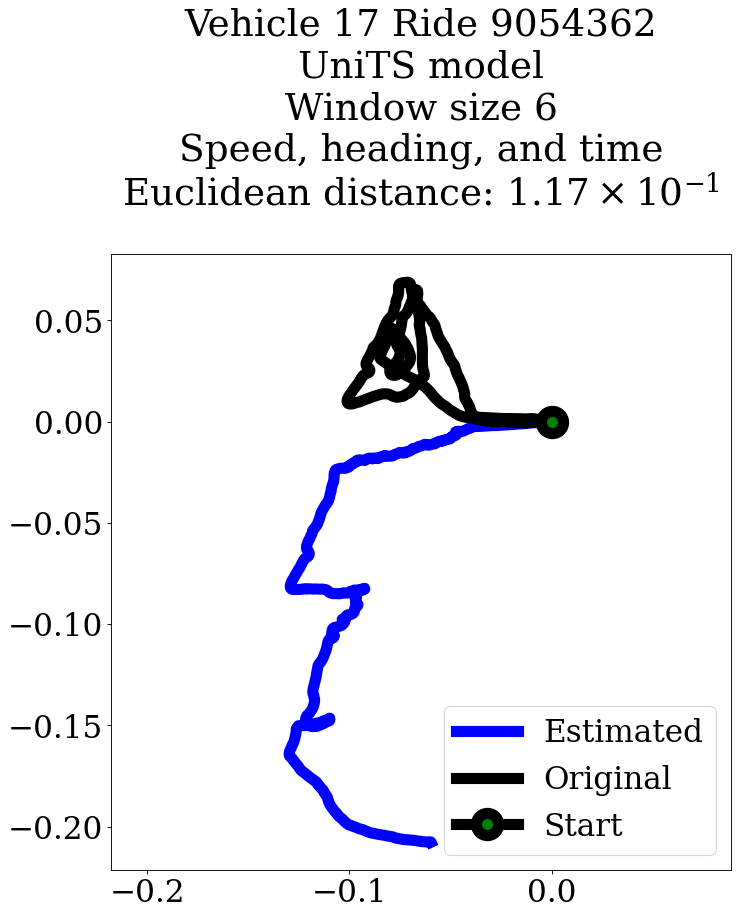 Vehicle 17 Ride 9054362
UniTS model
Window size 6
Speed, heading, and time
Euclidean distance: $1.17 \times 10^{-1}$
0.05
0.00
−0.05
−0.10
−0.15
−0.20
−0.2 −0.1 0.0
Estimated
Original
Start